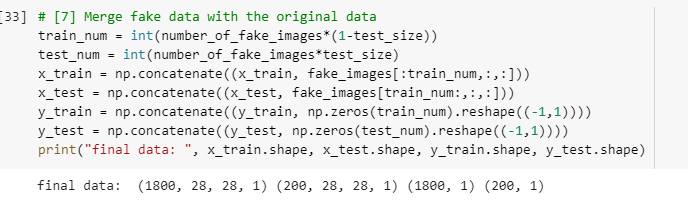 [33] # [7] Merge fake data with the original data
train_num = int(number_of_fake_images*(1-test_size))
test_num = int(number_of_fake_images*test_size)
x_train = np.concatenate((x_train, fake_images[:train_num,:,:]))
x_test = np.concatenate((x_test, fake_images[train_num:,:,:]))
y_train = np.concatenate((y_train, np.zeros(train_num).reshape((-1,1))))
y_test = np.concatenate((y_test, np.zeros(test_num).reshape((-1,1))))
print("final data: ", x_train.shape, x_test.shape, y_train.shape, y_test.shape)
final data:  (1800, 28, 28, 1) (200, 28, 28, 1) (1800, 1) (200, 1)